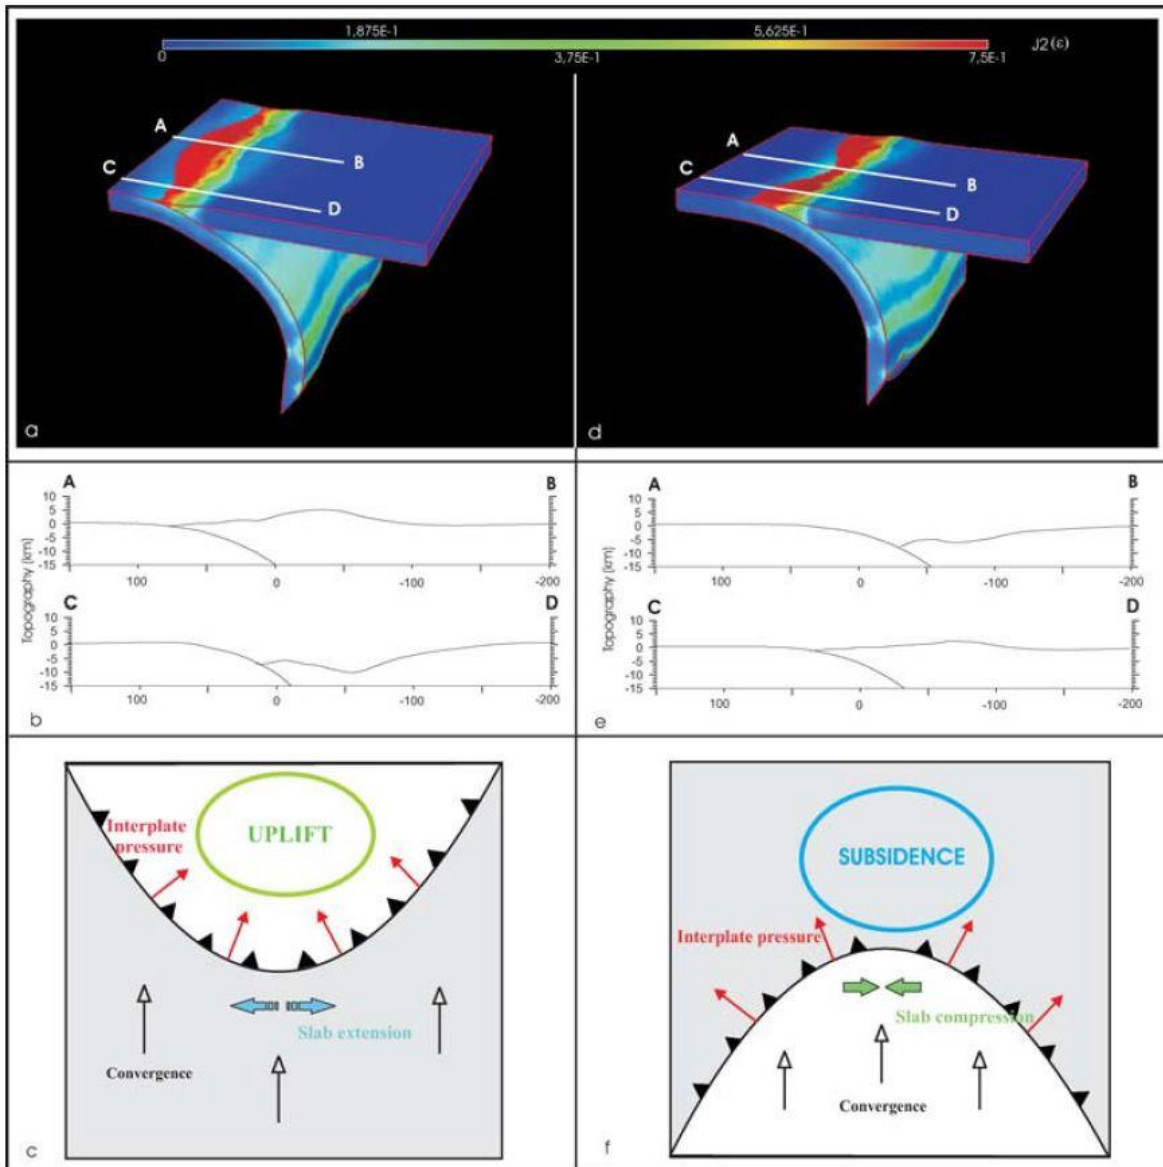 1,875E-1 5,625E-1
J2(ε)
0 3,75E-1 7,5E-1
A
B
C
D
a
A
B
C
D
d
A B
10
5
0
-5
-10
-15
100 0 -100 -200
C D
10
5
0
-5
-10
-15
100 0 -100 -200
Topography (km)
b
A B
10
5
0
-5
-10
-15
100 0 -100 -200
C D
10
5
0
-5
-10
-15
100 0 -100 -200
Topography (km)
e
UPLIFT
Interplate
pressure
Slab extension
Convergence
c
SUBSIDENCE
Interplate pressure
Slab compression
Convergence
f